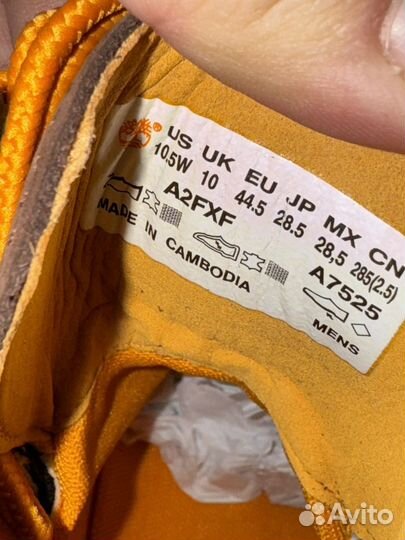 US UK EU JP MX CN
10.5W 10 44.5 28.5 28,5 285(2.5)
A2FXF A7525
MADE IN CAMBODIA MENS
Avito